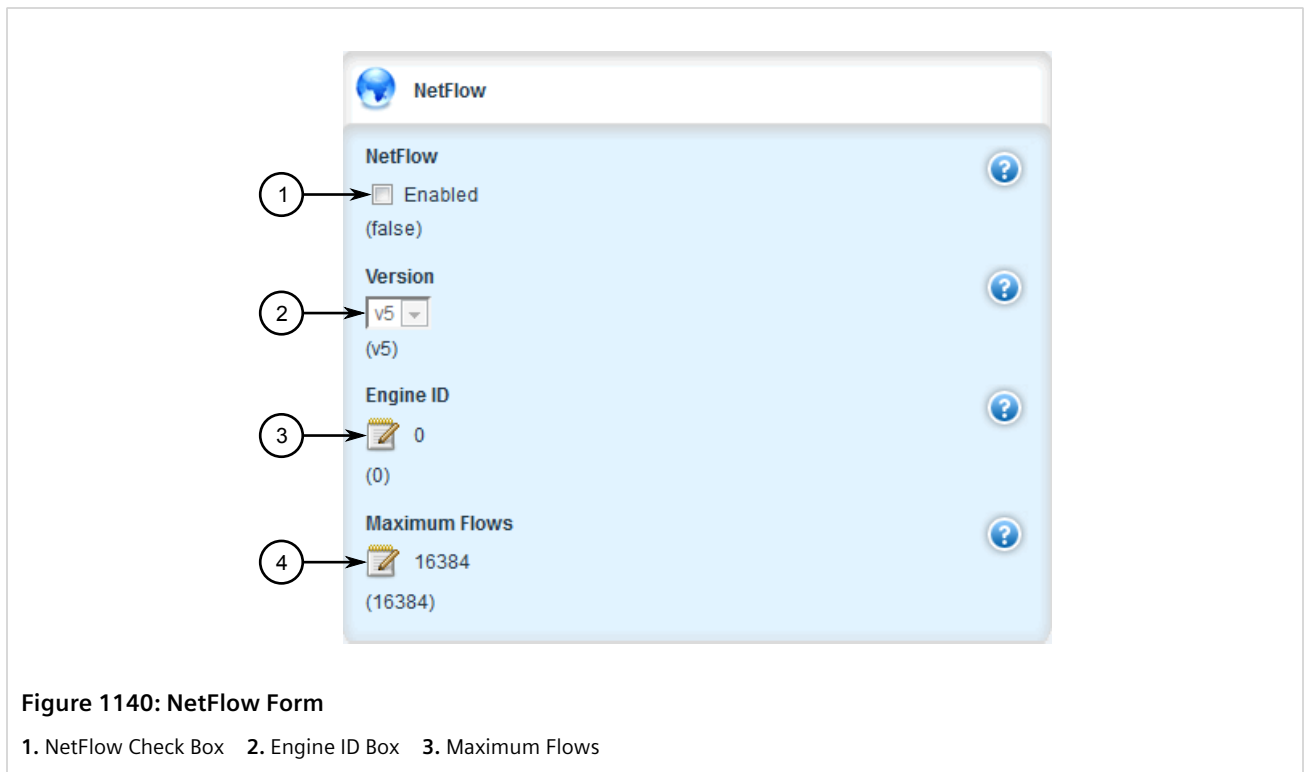 NetFlow
NetFlow
1
Enabled
(false)
Version
2
v5
(v5)
Engine ID
3
0
(0)
Maximum Flows
4
16384
(16384)
?
?
?
?
Figure 1140: NetFlow Form
1. NetFlow Check Box 2. Engine ID Box 3. Maximum Flows